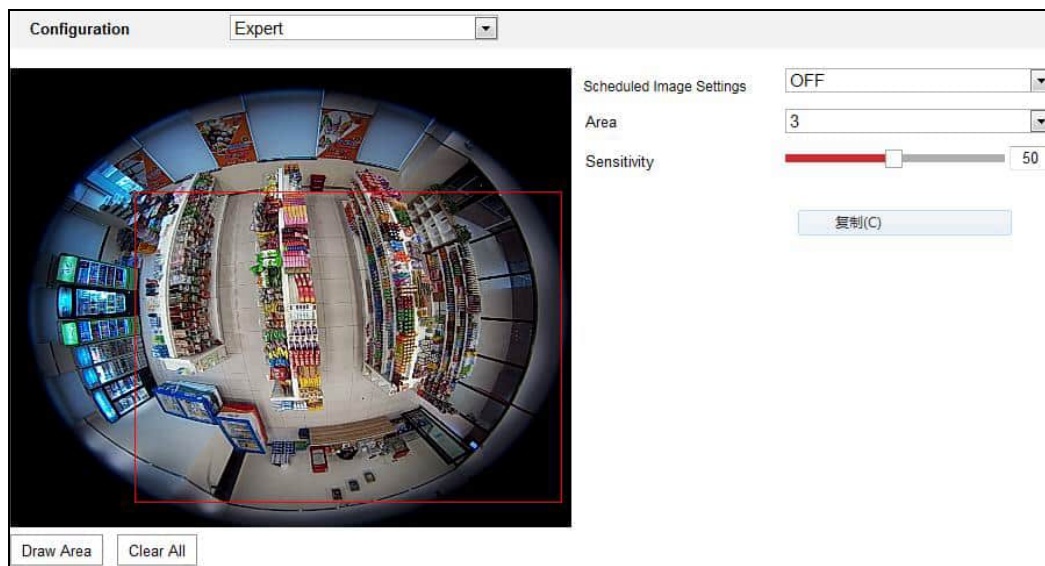 Configuration Expert
Scheduled Image Settings OFF
Area 3
Sensitivity 50
复制(C)
Draw Area Clear All